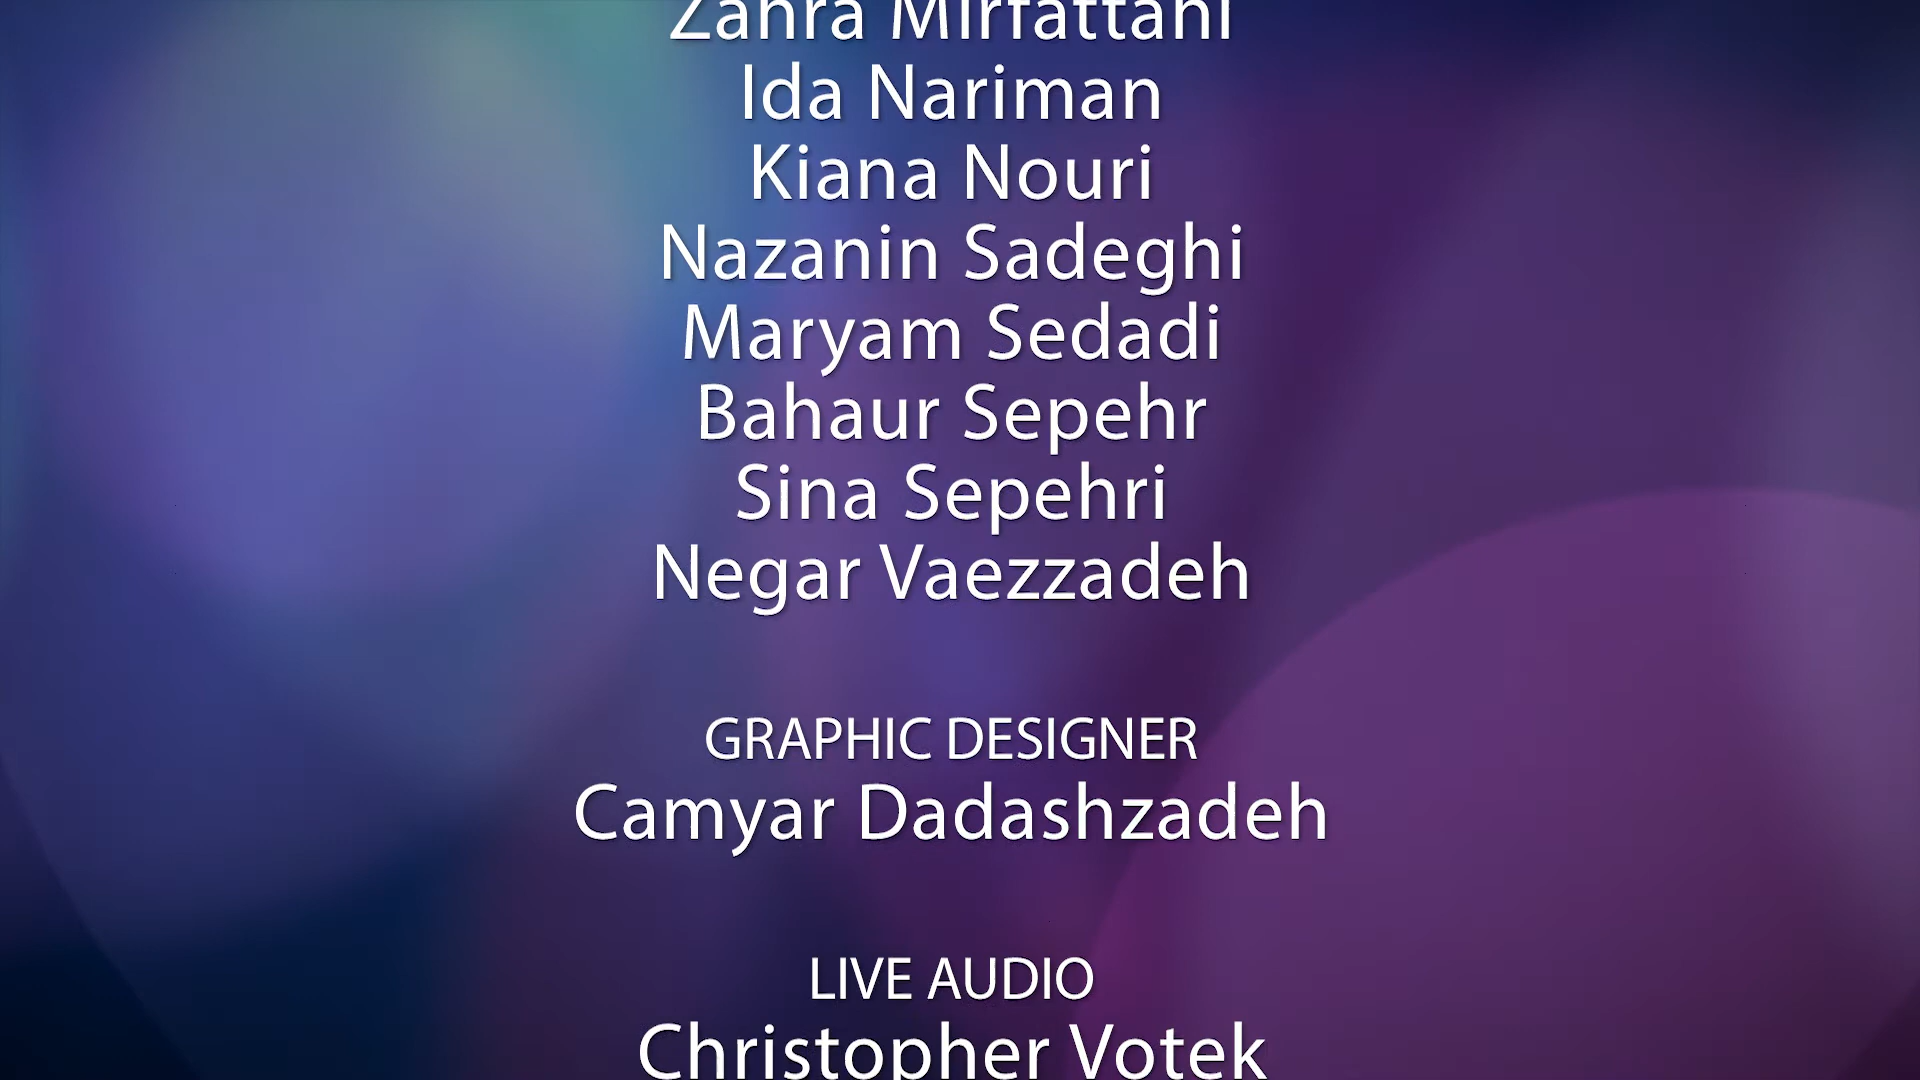 Zahra Mirfattahi
Ida Nariman
Kiana Nouri
Nazanin Sadeghi
Maryam Sedadi
Bahaur Sepehr
Sina Sepehri
Negar Vaezzadeh
GRAPHIC DESIGNER
Camyar Dadashzadeh
LIVE AUDIO
Christopher Votek